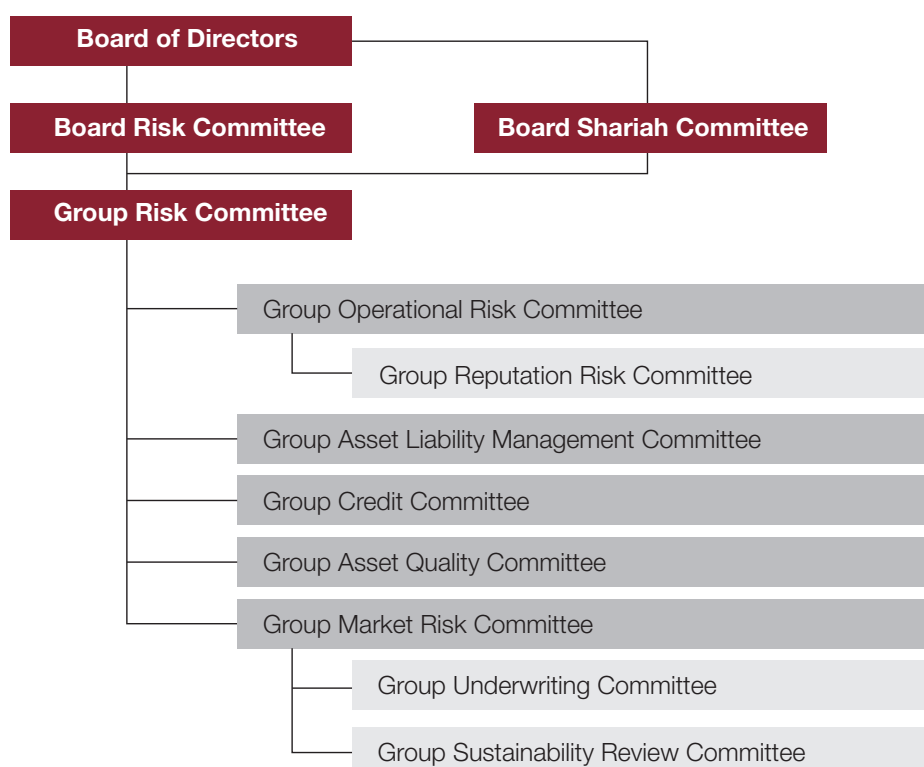 Board of Directors
Board Risk Committee
Board Shariah Committee
Group Risk Committee
Group Operational Risk Committee
Group Reputation Risk Committee
Group Asset Liability Management Committee
Group Credit Committee
Group Asset Quality Committee
Group Market Risk Committee
Group Underwriting Committee
Group Sustainability Review Committee